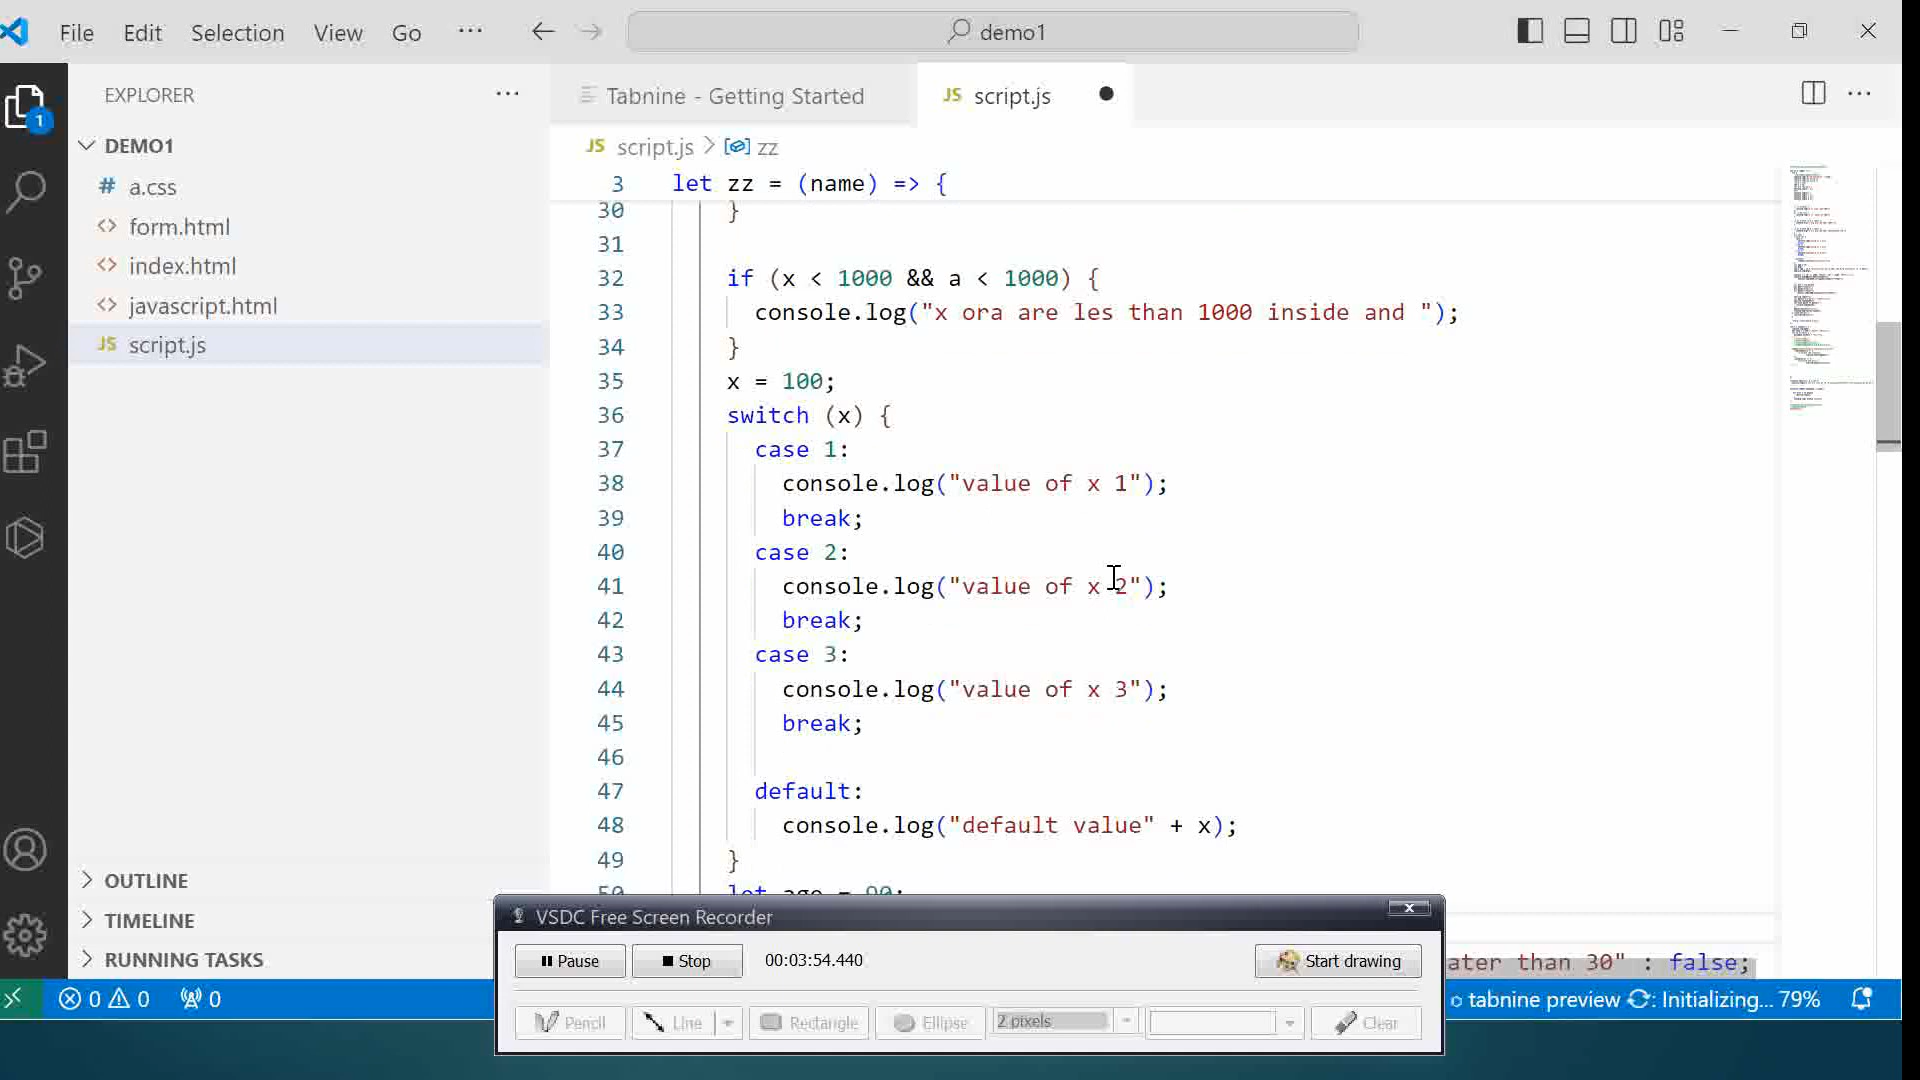 File Edit Selection View Go ··· demo1
EXPLORER ···
DEMO1
# a.css
<> form.html
<> index.html
<> javascript.html
JS script.js
OUTLINE
TIMELINE
RUNNING TASKS
1
Tabnine - Getting Started
JS script.js ●
JS script.js > zz
3 let zz = (name) => {
30 }
31
32 if (x < 1000 && a < 1000) {
33 console.log("x ora are les than 1000 inside and ");
34 }
35 x = 100;
36 switch (x) {
37 case 1:
38 console.log("value of x 1");
39 break;
40 case 2:
41 console.log("value of x 2");
42 break;
43 case 3:
44 console.log("value of x 3");
45 break;
46
47 default:
48 console.log("default value" + x);
49 }
50 let age = 90;
ater than 30" : false;
VSDC Free Screen Recorder
Pause Stop 00:03:54.440 Start drawing
Pencil Line Rectangle Ellipse 2 pixels Clear
0 0 0
tabnine preview : Initializing... 79%